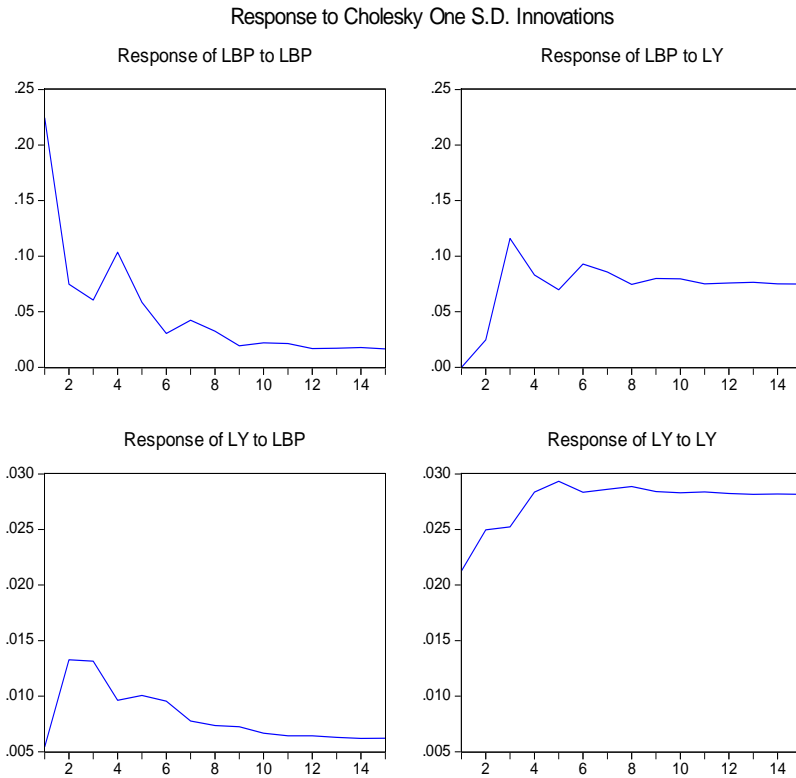 Response to Cholesky One S.D. Innovations
Response of LBP to LBP
.25
.20
.15
.10
.05
.00
2 4 6 8 10 12 14
Response of LBP to LY
.25
.20
.15
.10
.05
.00
2 4 6 8 10 12 14
Response of LY to LBP
.030
.025
.020
.015
.010
.005
2 4 6 8 10 12 14
Response of LY to LY
.030
.025
.020
.015
.010
.005
2 4 6 8 10 12 14